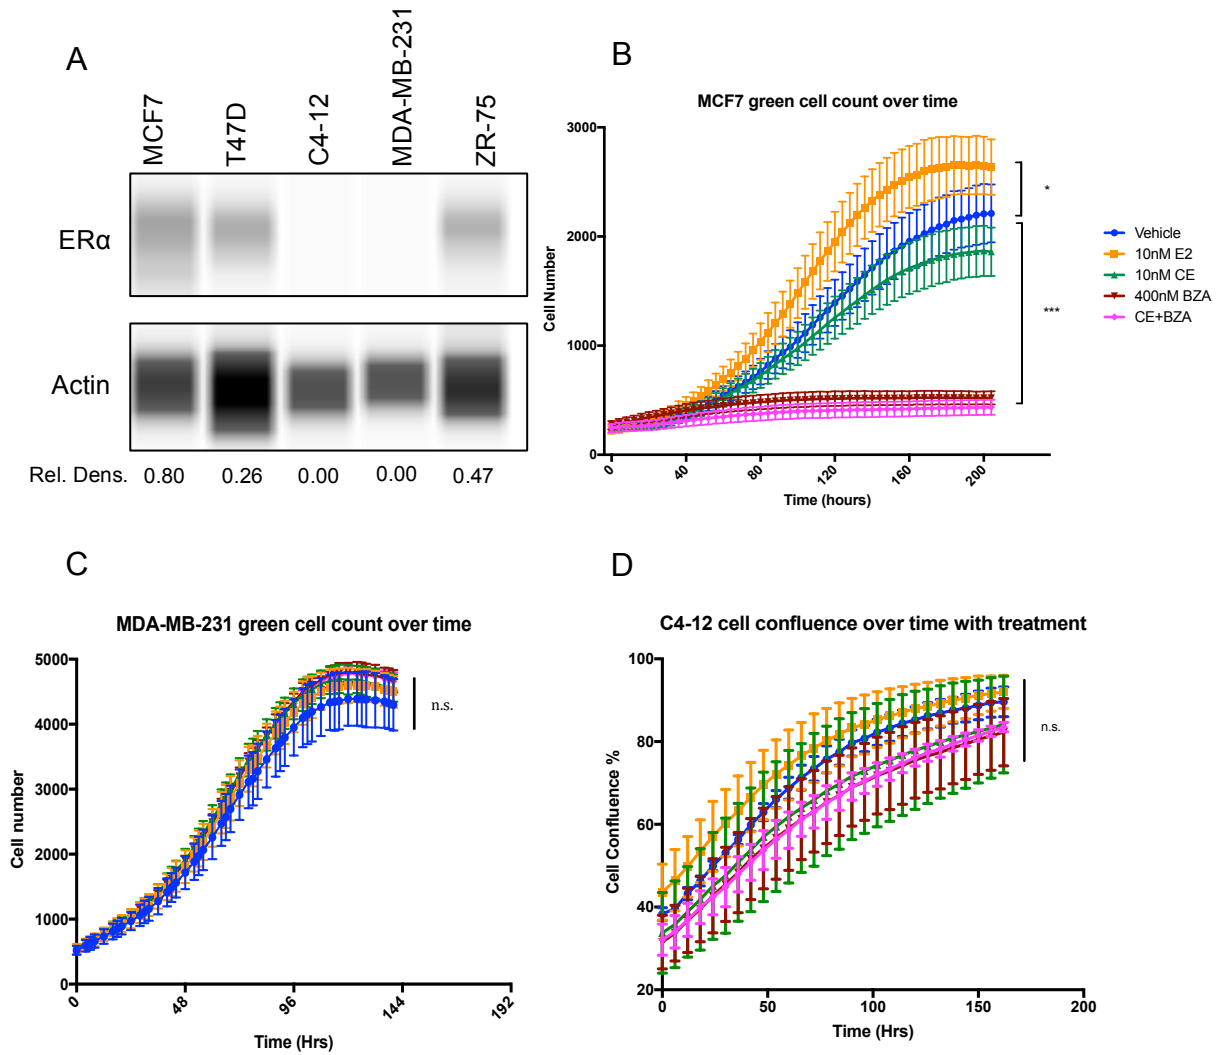 A
MCF7
T47D
C4-12
MDA-MB-231
ZR-75
ERα
Actin
Rel. Dens. 0.80 0.26 0.00 0.00 0.47
B
MCF7 green cell count over time
Cell Number
3000
2000
1000
0
0 40 80 120 160 200
Time (hours)
*
***
Vehicle
10nM E2
10nM CE
400nM BZA
CE+BZA
C
MDA-MB-231 green cell count over time
Cell number
5000
4000
3000
2000
1000
0
0 48 96 144 192
Time (Hrs)
n.s.
D
C4-12 cell confluence over time with treatment
Cell Confluence %
100
80
60
40
20
0 50 100 150 200
Time (Hrs)
n.s.